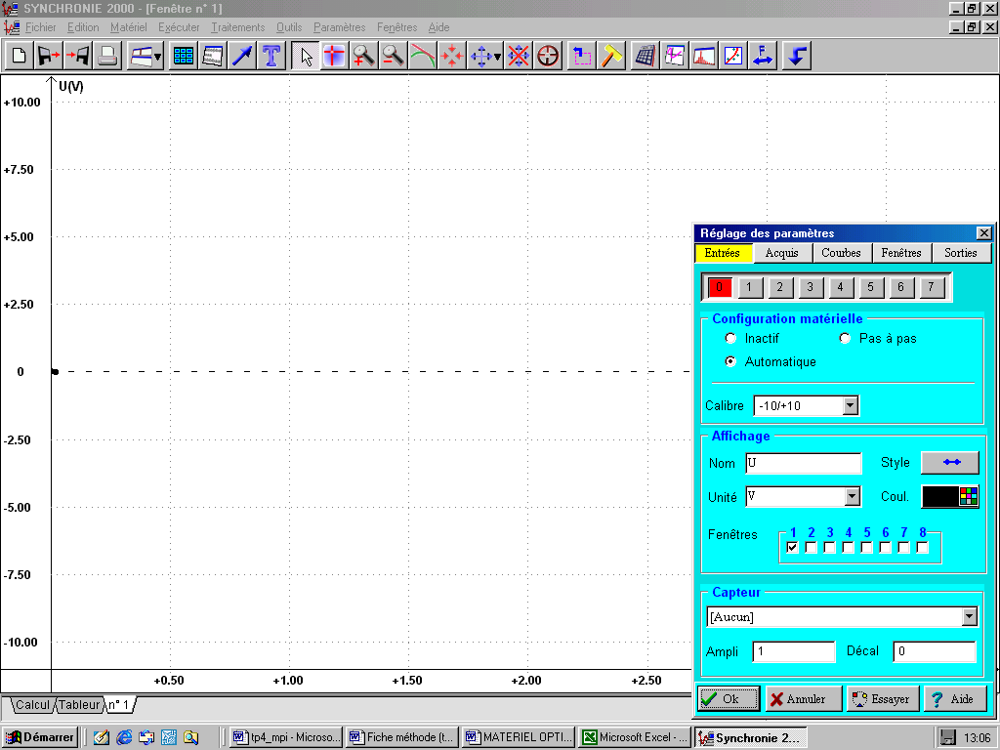 SYNCHRONIE 2000 - [Fenêtre n° 1]
Fichier Edition Matériel Exécuter Traitements Outils Paramètres Fenêtres Aide
U(V)
+10.00
+7.50
+5.00
+2.50
0
-2.50
-5.00
-7.50
-10.00
+0.50 +1.00 +1.50 +2.00 +2.50
Réglage des paramètres
Entrées Acquis Courbes Fenêtres Sorties
0 1 2 3 4 5 6 7
Configuration matérielle
Inactif Pas à pas
Automatique
Calibre -10/+10
Affichage
Nom U Style
Unité V Coul.
Fenêtres 1 2 3 4 5 6 7 8
Capteur
[Aucun]
Ampli 1 Décal 0
Ok Annuler Essayer Aide
Calcul Tableur n° 1
Démarrer tp4_mpi - Microso... Fiche méthode (t... MATERIEL OPTI... Microsoft Excel - ... Synchronie 2... 13:06